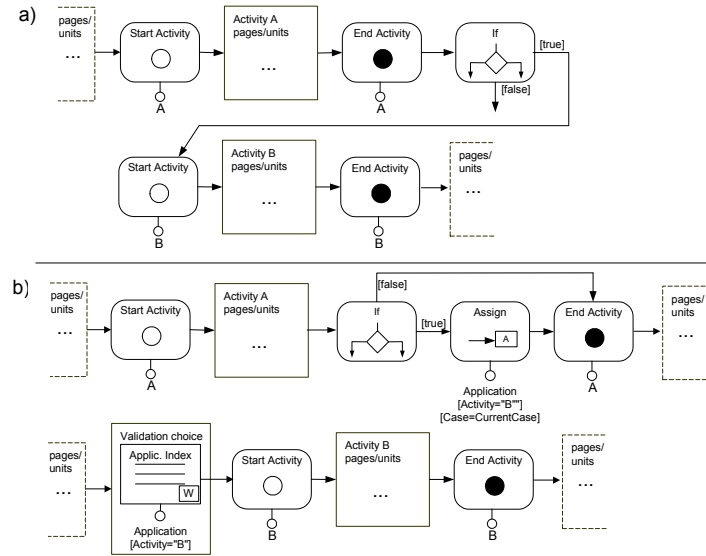 a)
pages/
units
...
Start Activity
A
Activity A
pages/units
...
End Activity
A
If
[true]
[false]
Start Activity
B
Activity B
pages/units
...
End Activity
B
pages/
units
...
b)
pages/
units
...
Start Activity
A
Activity A
pages/units
...
[false]
If
[true]
Assign
A
Application
[Activity="B""]
[Case=CurrentCase]
End Activity
A
pages/
units
...
pages/
units
...
Validation choice
Applic. Index
W
Application
[Activity="B"]
Start Activity
B
Activity B
pages/units
...
End Activity
B
pages/
units
...